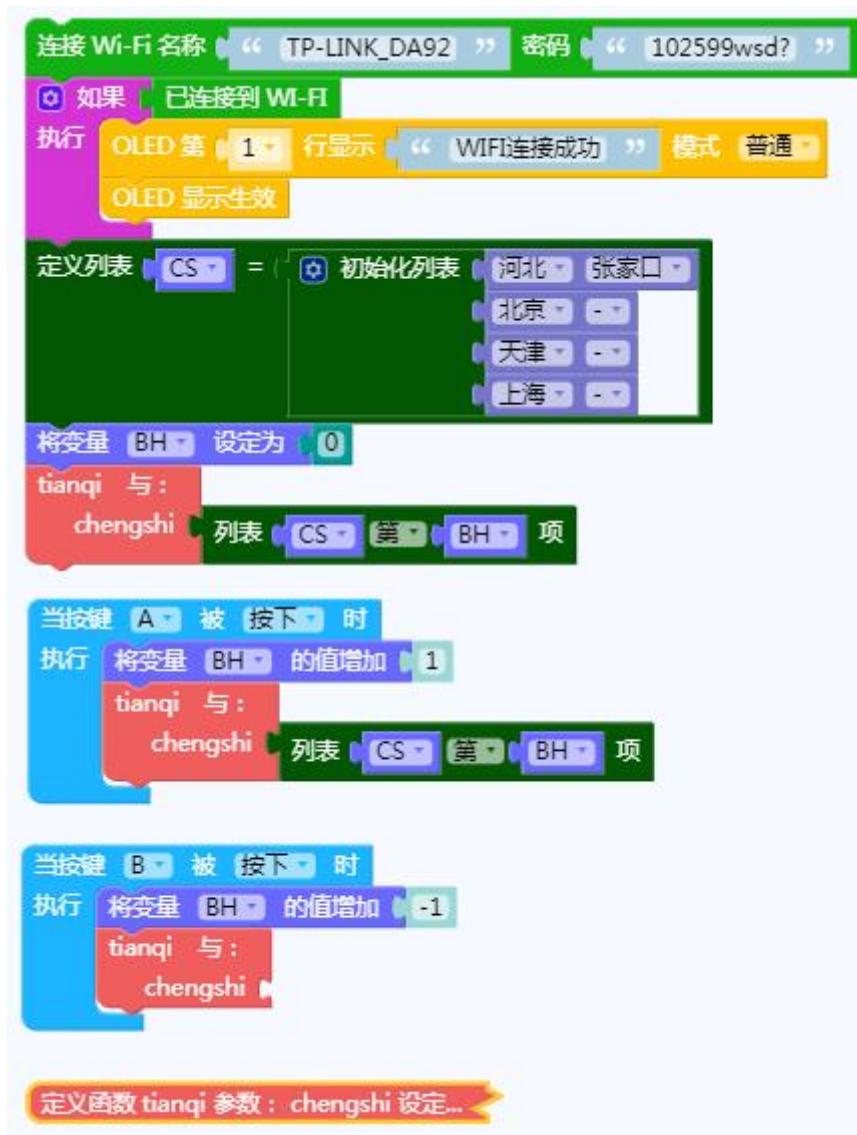 连接 Wi-Fi 名称 “ TP-LINK_DA92 ” 密码 “ 102599wsd? ”
如果 已连接到 WI-FI
执行 OLED 第 1 行显示 “ WIFI连接成功 ” 模式 普通
OLED 显示生效
定义列表 CS = 初始化列表 河北 张家口
北京 -
天津 -
上海 -
将变量 BH 设定为 0
tianqi 与：
chengshi 列表 CS 第 BH 项
当按键 A 被 按下 时
执行 将变量 BH 的值增加 1
tianqi 与：
chengshi 列表 CS 第 BH 项
当按键 B 被 按下 时
执行 将变量 BH 的值增加 -1
tianqi 与：
chengshi
定义函数 tianqi 参数： chengshi 设定...